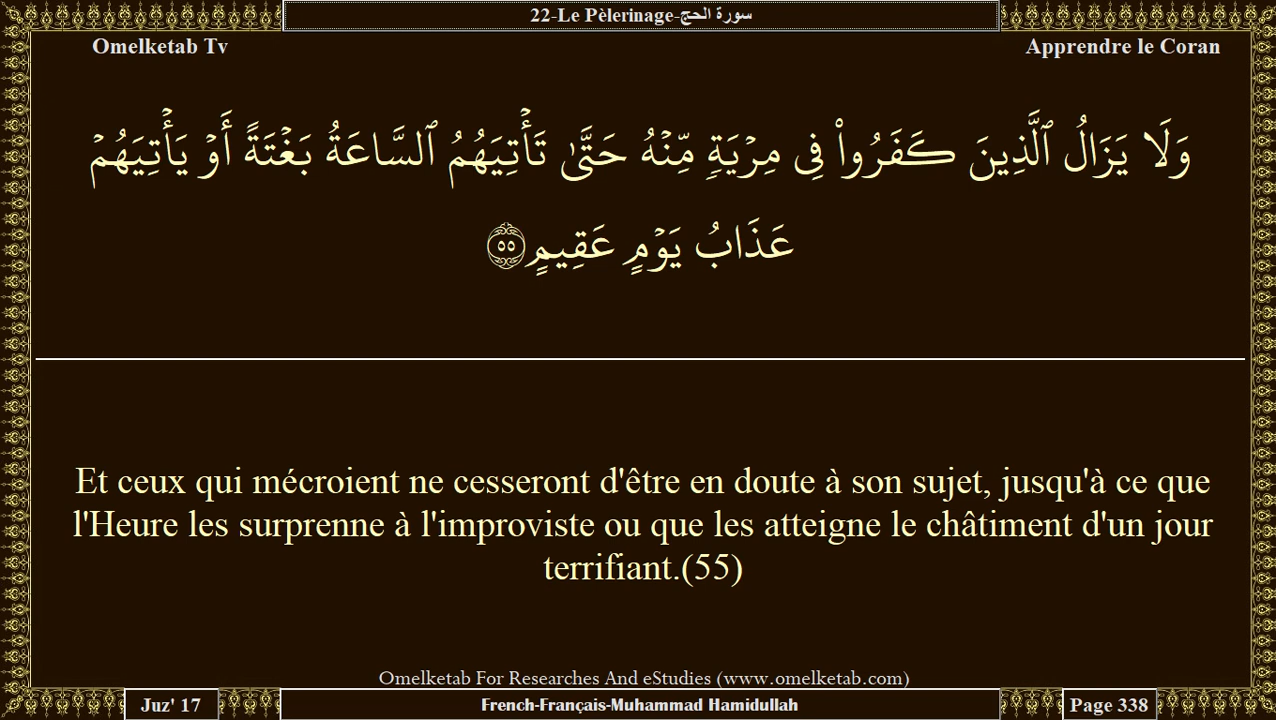 22-Le Pèlerinage-سورة الحج
Omelketab Tv
Apprendre le Coran
وَلَا يَزَالُ ٱلَّذِينَ كَفَرُوا۟ فِى مِرْيَةٍۢ مِّنْهُ حَتَّىٰ تَأْتِيَهُمُ ٱلسَّاعَةُ بَغْتَةً أَوْ يَأْتِيَهُمْ
عَذَابُ يَوْمٍ عَقِيمٍ ٥٥
Et ceux qui mécroient ne cesseront d'être en doute à son sujet, jusqu'à ce que
l'Heure les surprenne à l'improviste ou que les atteigne le châtiment d'un jour
terrifiant.(55)
Omelketab For Researches And eStudies (www.omelketab.com)
Juz' 17
French-Français-Muhammad Hamidullah
Page 338